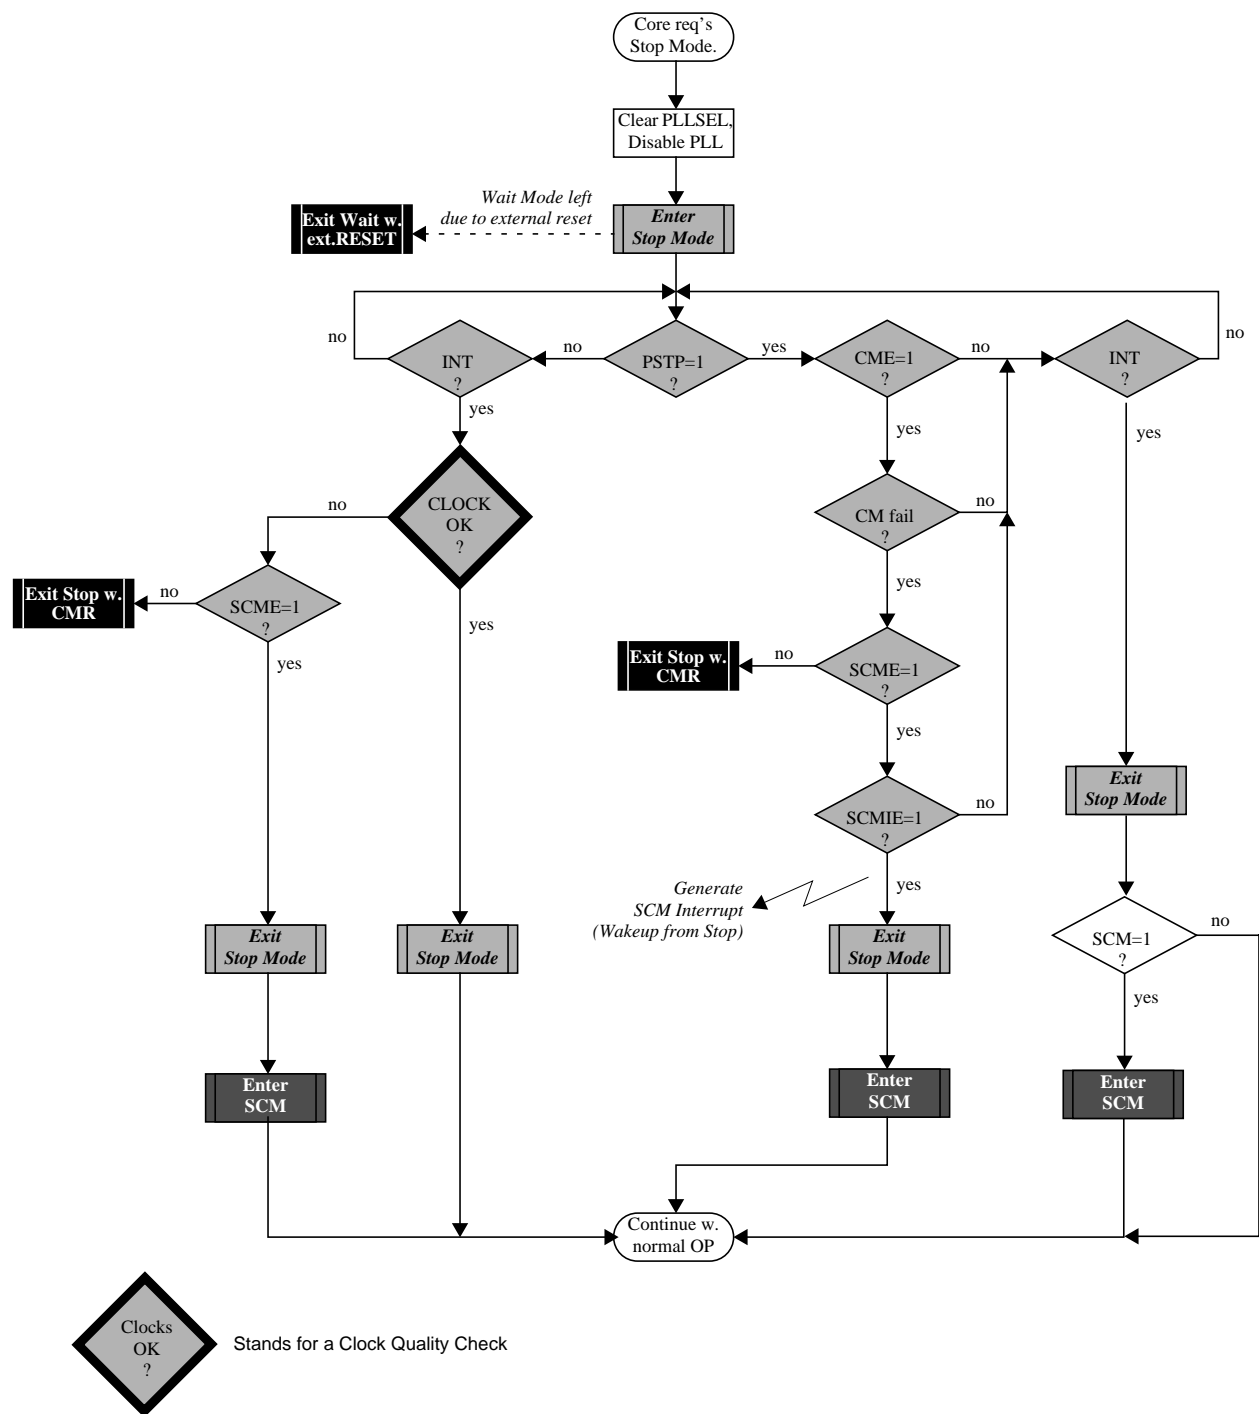 Core req's
Stop Mode.
Clear PLLSEL,
Disable PLL
Wait Mode left
due to external reset
Exit Wait w.
ext.RESET
Enter
Stop Mode
no
INT
?
no
PSTP=1
?
yes
CME=1
?
no
INT
?
no
yes
yes
yes
CLOCK
OK
?
no
CM fail
?
no
yes
Exit Stop w.
CMR
no
SCME=1
?
yes
yes
Exit Stop w.
CMR
no
SCME=1
?
yes
SCMIE=1
?
no
Exit
Stop Mode
Generate
SCM Interrupt
(Wakeup from Stop)
yes
Exit
Stop Mode
Exit
Stop Mode
Exit
Stop Mode
SCM=1
?
no
yes
Enter
SCM
Enter
SCM
Enter
SCM
Continue w.
normal OP
Clocks
OK
?
Stands for a Clock Quality Check